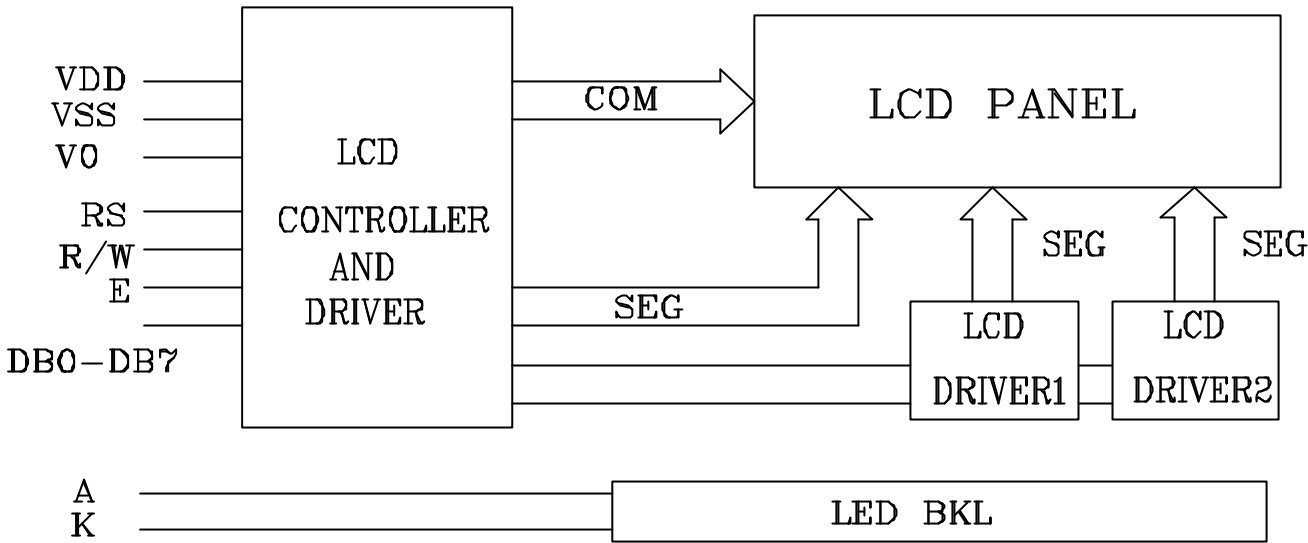 VDD
VSS
V0
RS
R/W
E
DB0-DB7
LCD
CONTROLLER
AND
DRIVER
COM
LCD PANEL
SEG
SEG
SEG
LCD
DRIVER1
LCD
DRIVER2
A
K
LED BKL